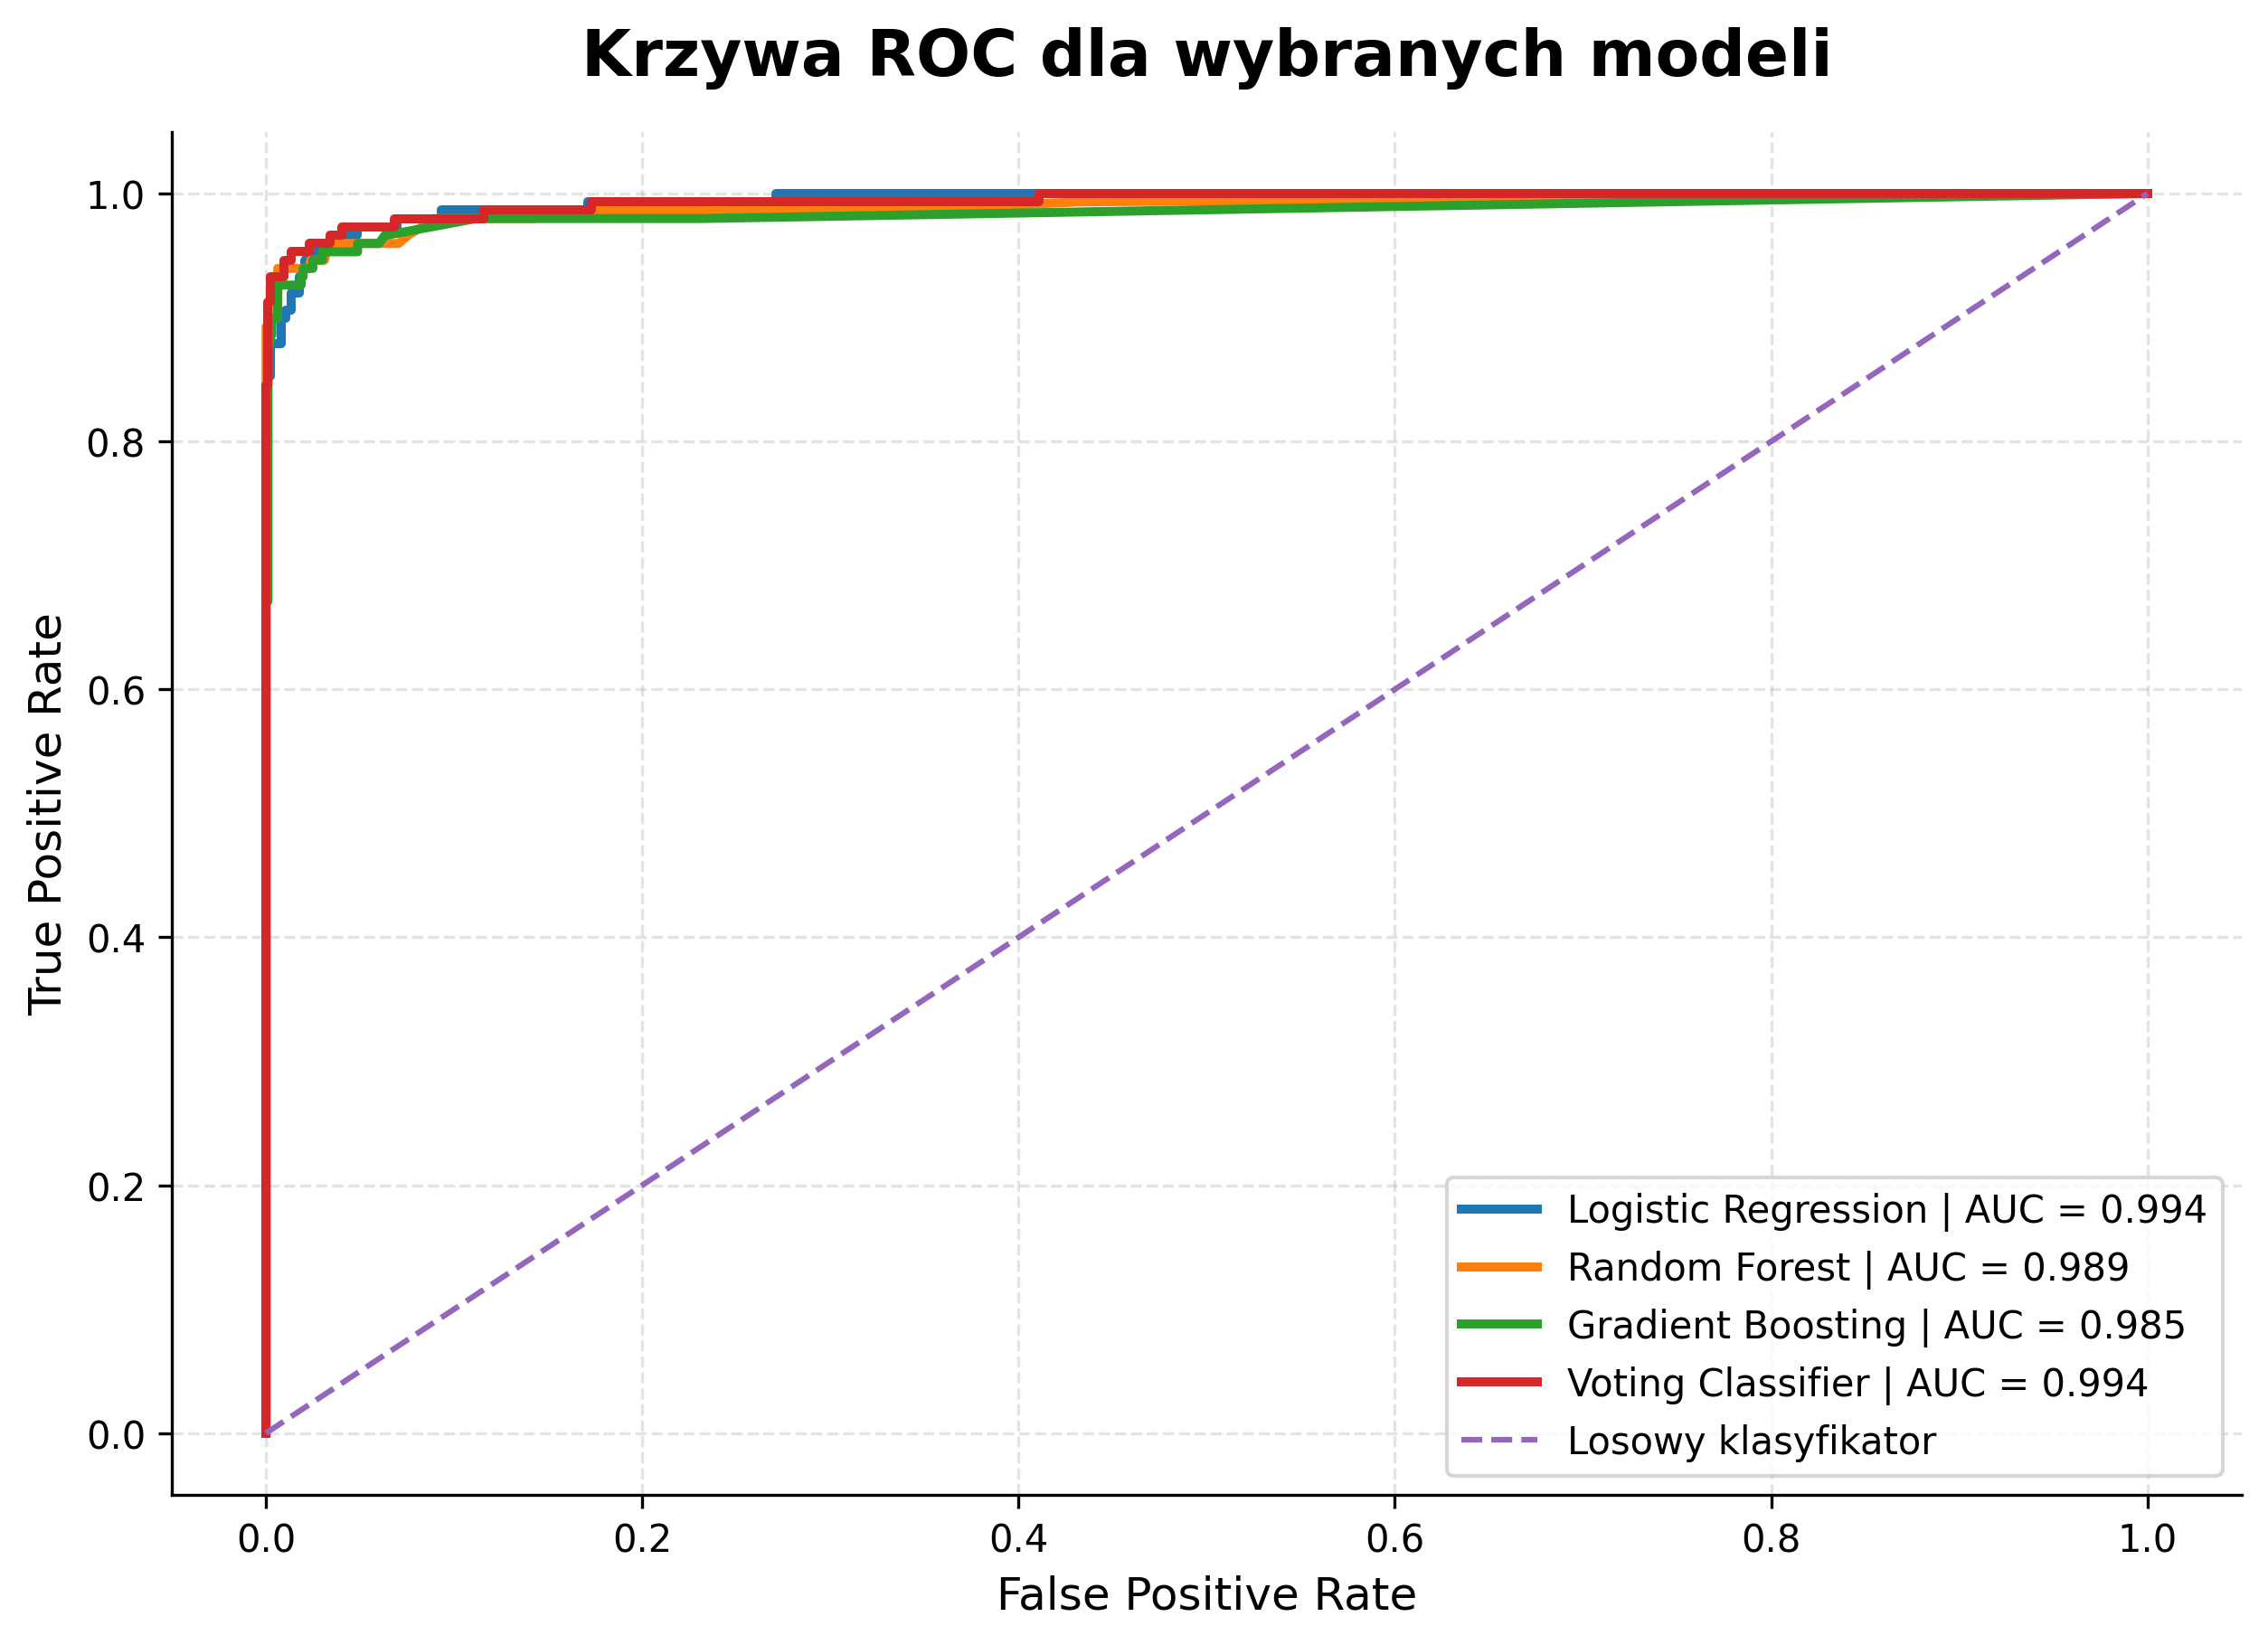 Krzywa ROC dla wybranych modeli
True Positive Rate
1.0
0.8
0.6
0.4
0.2
0.0
0.0 0.2 0.4 0.6 0.8 1.0
False Positive Rate
Logistic Regression | AUC = 0.994
Random Forest | AUC = 0.989
Gradient Boosting | AUC = 0.985
Voting Classifier | AUC = 0.994
Losowy klasyfikator